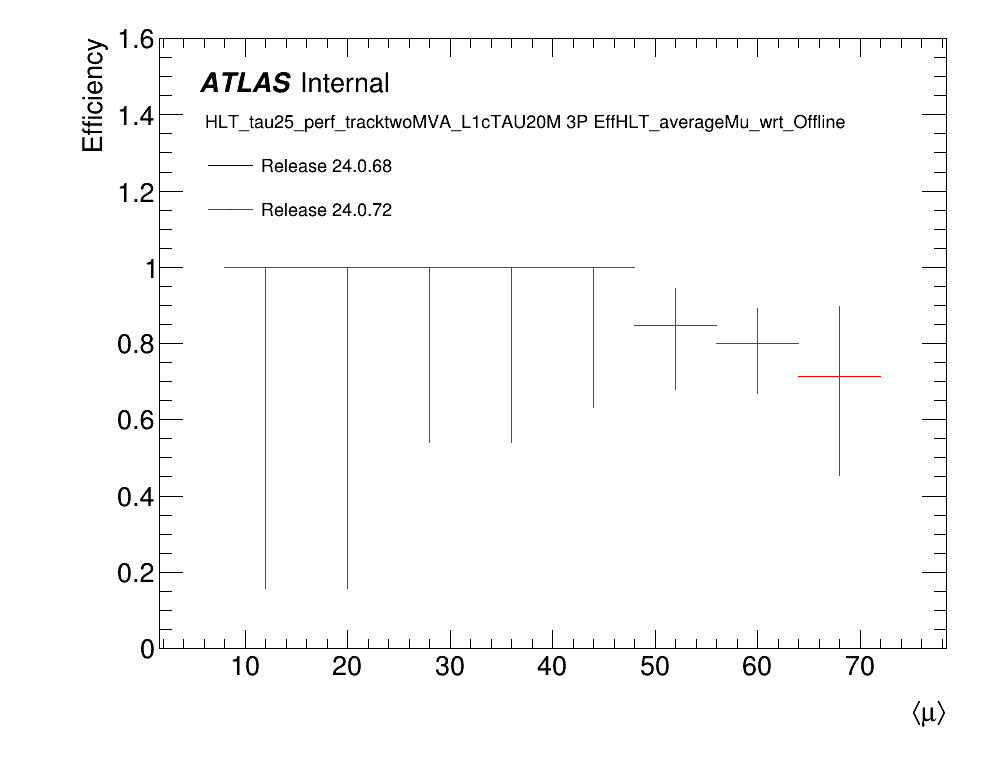 Efficiency
1.6
1.4
1.2
1
0.8
0.6
0.4
0.2
0
ATLAS Internal
HLT_tau25_perf_tracktwoMVA_L1cTAU20M 3P EffHLT_averageMu_wrt_Offline
Release 24.0.68
Release 24.0.72
10 20 30 40 50 60 70
⟨μ⟩